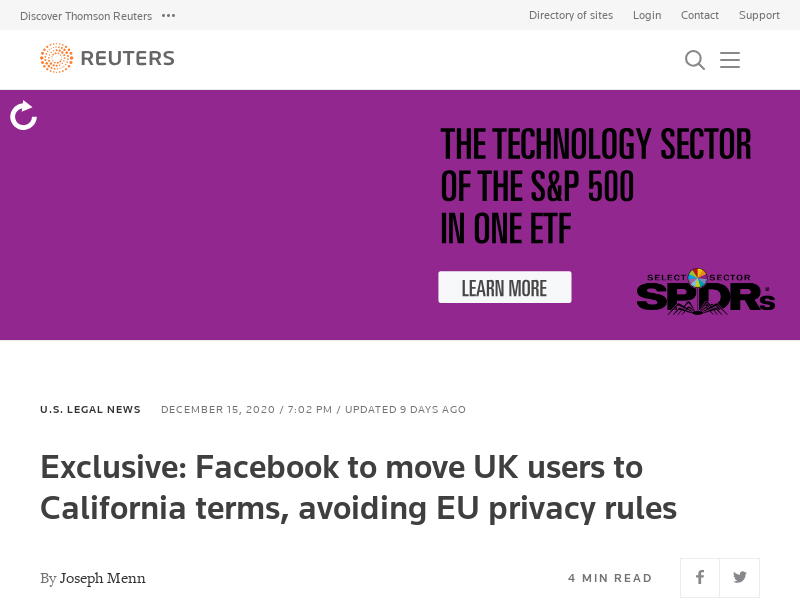 Discover Thomson Reuters
Directory of sites Login Contact Support
REUTERS
THE TECHNOLOGY SECTOR
OF THE S&P 500
IN ONE ETF
LEARN MORE
SELECT SECTOR
SPDRs
U.S. LEGAL NEWS DECEMBER 15, 2020 / 7:02 PM / UPDATED 9 DAYS AGO
Exclusive: Facebook to move UK users to
California terms, avoiding EU privacy rules
By Joseph Menn
4 MIN READ